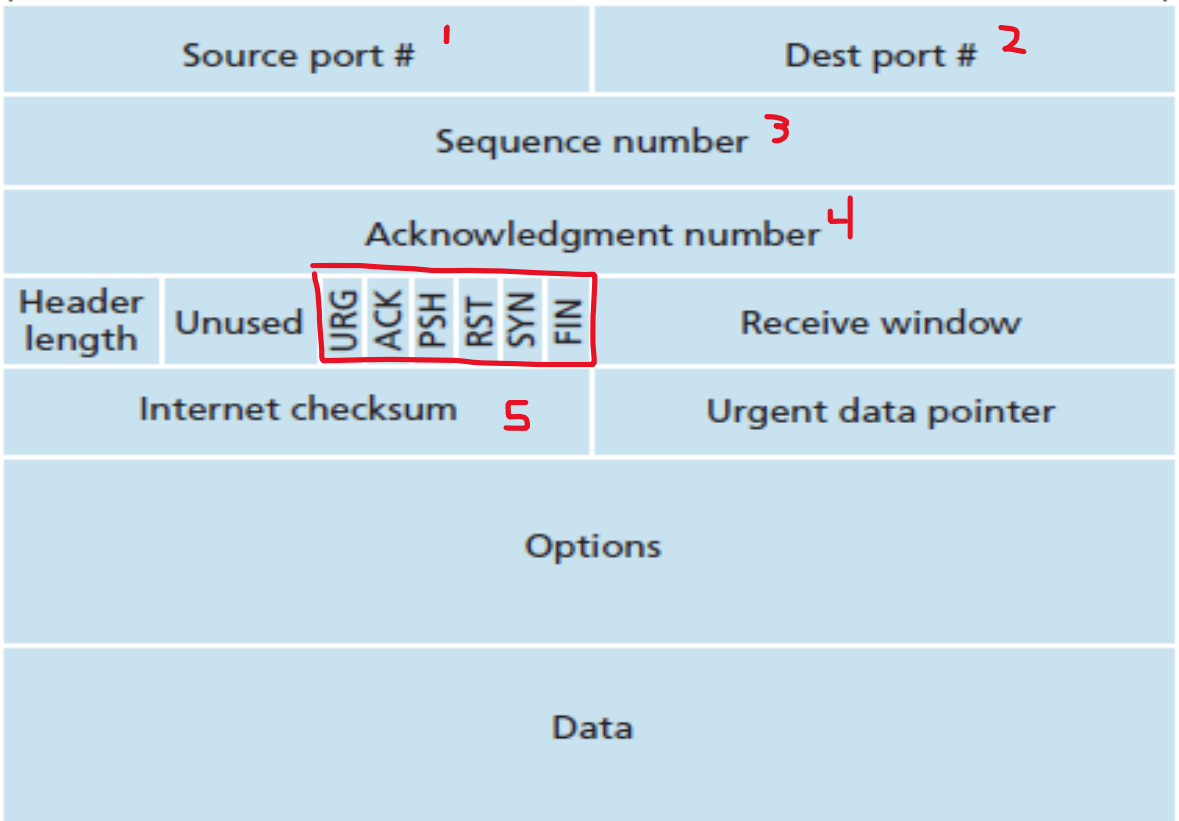 Source port # 1 Dest port # 2
Sequence number 3
Acknowledgment number 4
Header length Unused URG ACK PSH RST SYN FIN Receive window
Internet checksum 5 Urgent data pointer
Options
Data